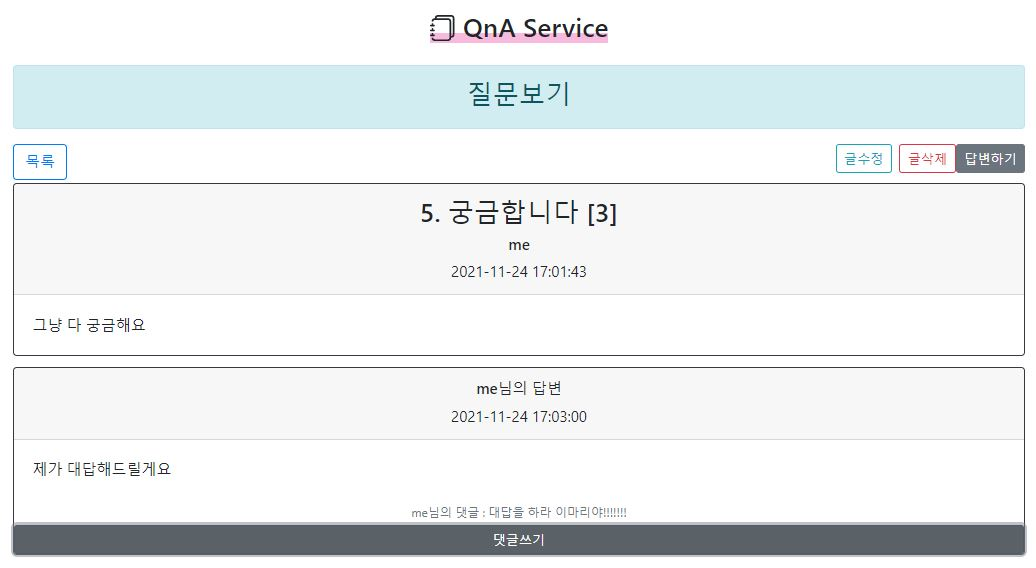 QnA Service
질문보기
목록 글수정 글삭제 답변하기
5. 궁금합니다 [3]
me
2021-11-24 17:01:43
그냥 다 궁금해요
me님의 답변
2021-11-24 17:03:00
제가 대답해드릴게요
me님의 댓글 : 대답을 하라 이마리야!!!!!!!
댓글쓰기